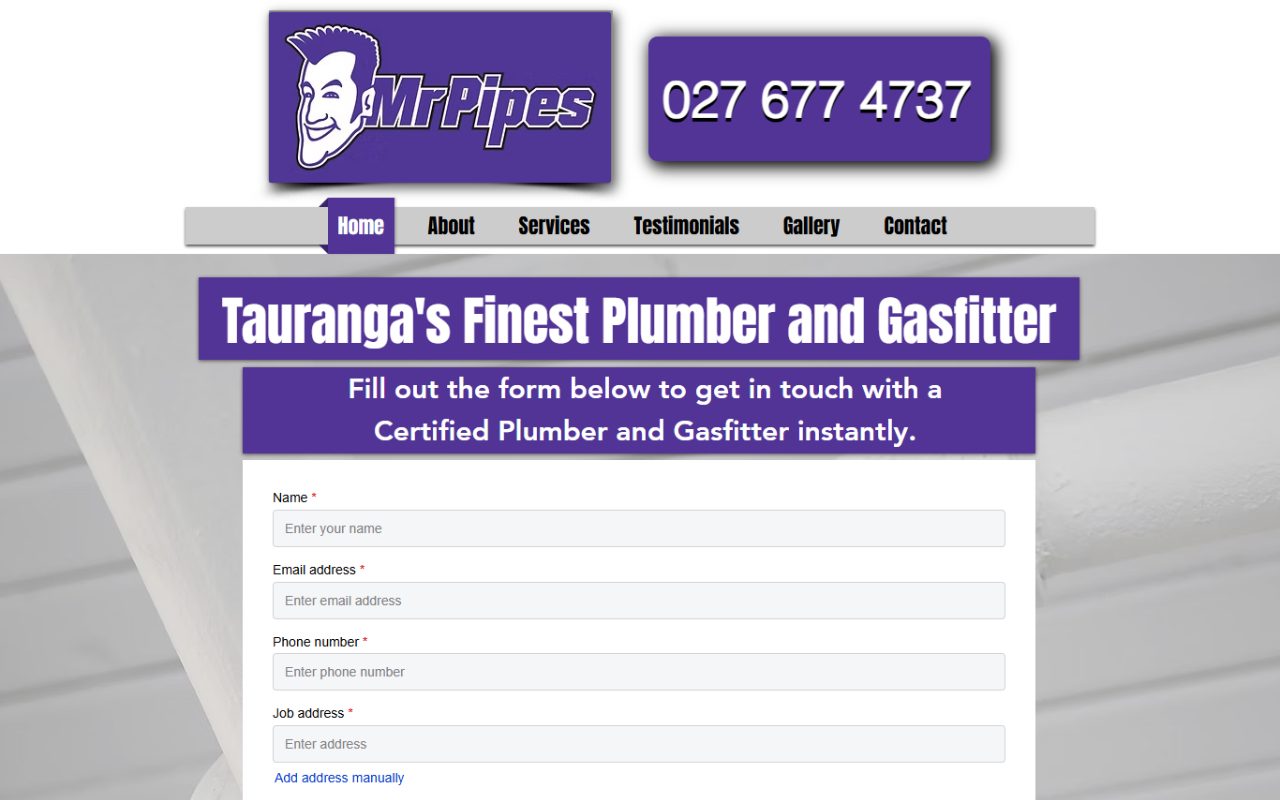 Mr Pipes
027 677 4737
Home About Services Testimonials Gallery Contact
Tauranga's Finest Plumber and Gasfitter
Fill out the form below to get in touch with a
Certified Plumber and Gasfitter instantly.
Name *
Enter your name
Email address *
Enter email address
Phone number *
Enter phone number
Job address *
Enter address
Add address manually